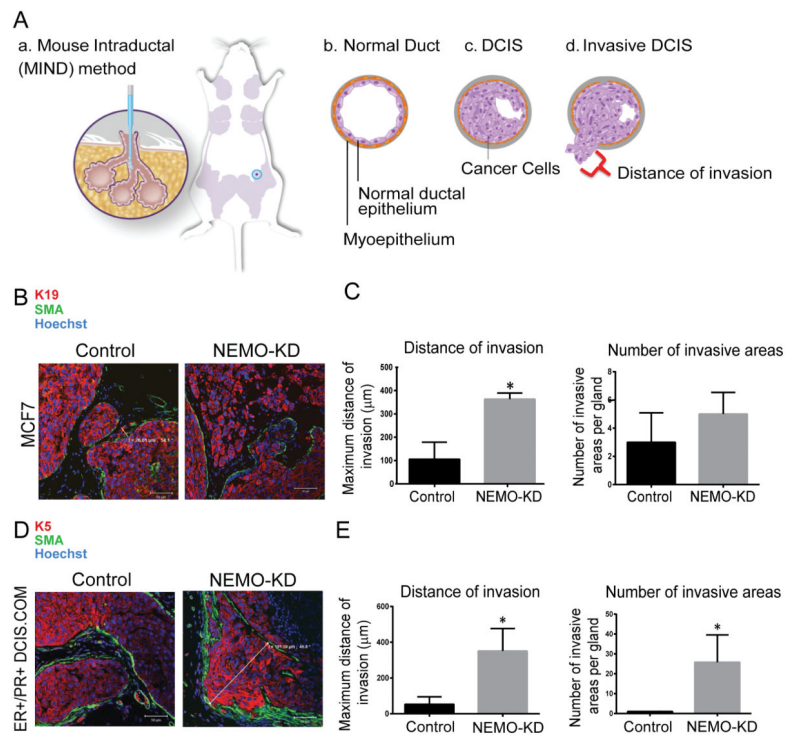 A
a. Mouse Intraductal
(MIND) method
b. Normal Duct
c. DCIS
d. Invasive DCIS
Cancer Cells
Distance of invasion
Normal ductal
epithelium
Myoepithelium
B
K19
SMA
Hoechst
Control
NEMO-KD
MCF7
C
Distance of invasion
Maximum distance of
invasion (μm)
500
400
300
200
100
0
*
Control
NEMO-KD
Number of invasive areas
Number of invasive
areas per gland
8
6
4
2
0
Control
NEMO-KD
D
K5
SMA
Hoechst
Control
NEMO-KD
ER+/PR+ DCIS.COM
E
Distance of invasion
Maximum distance of
invasion (μm)
600
400
200
0
*
Control
NEMO-KD
Number of invasive areas
Number of invasive
areas per gland
50
40
30
20
10
0
*
Control
NEMO-KD